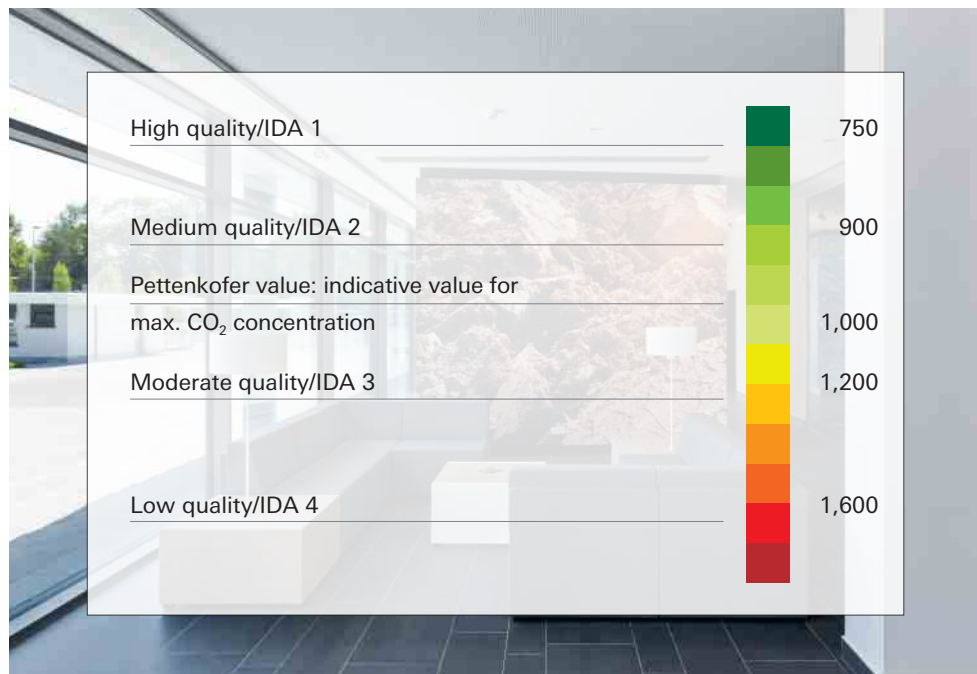 High quality/IDA 1 750
Medium quality/IDA 2 900
Pettenkofer value: indicative value for
max. CO₂ concentration 1,000
Moderate quality/IDA 3 1,200
Low quality/IDA 4 1,600